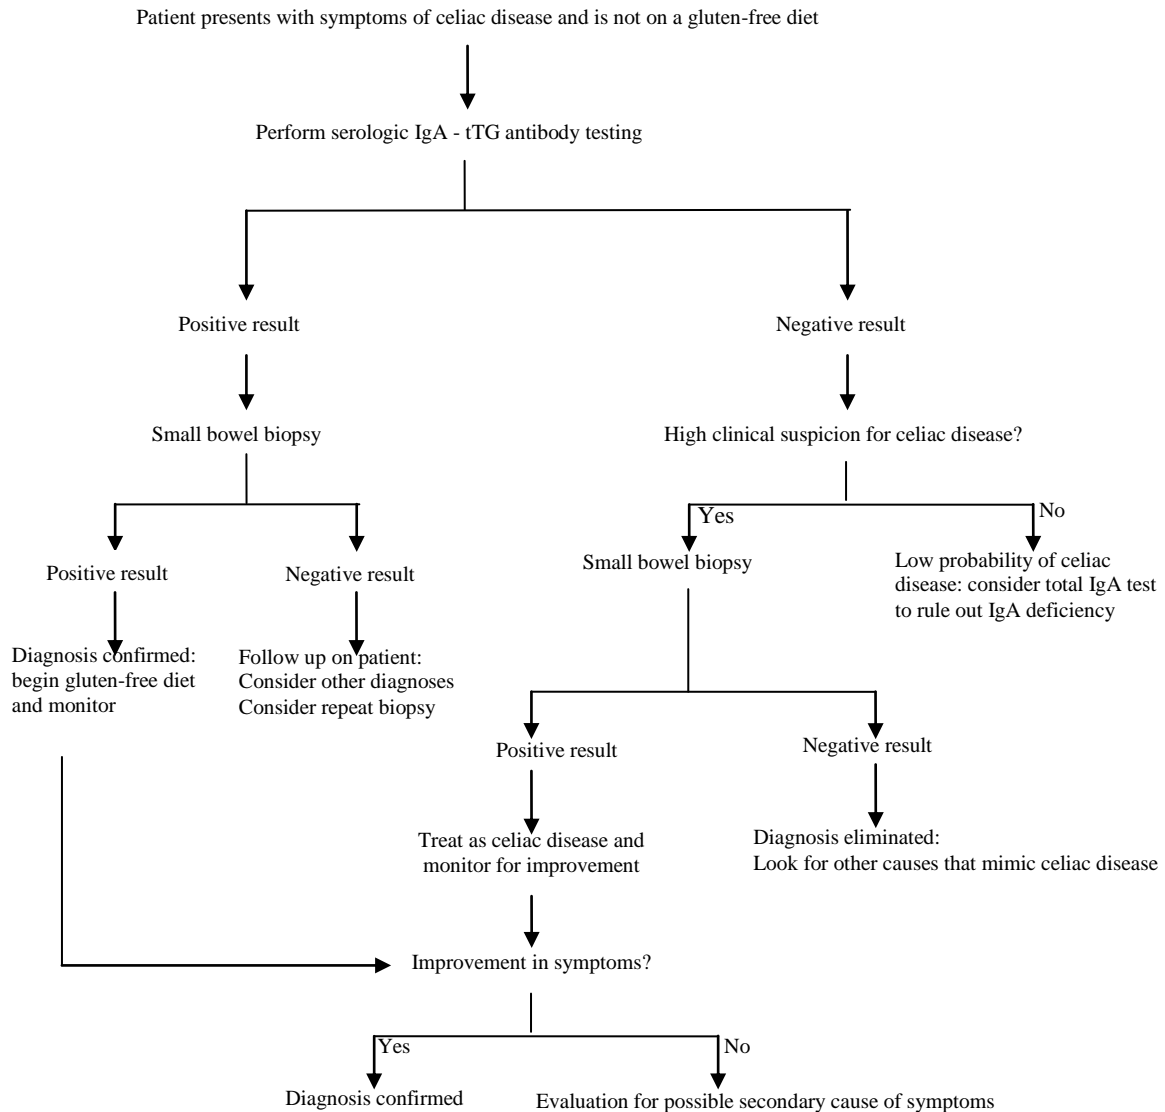 Patient presents with symptoms of celiac disease and is not on a gluten-free diet
Perform serologic IgA - tTG antibody testing
Positive result
Negative result
Small bowel biopsy
High clinical suspicion for celiac disease?
Yes
No
Positive result
Negative result
Small bowel biopsy
Low probability of celiac
disease: consider total IgA test
to rule out IgA deficiency
Diagnosis confirmed:
begin gluten-free diet
and monitor
Follow up on patient:
Consider other diagnoses
Consider repeat biopsy
Positive result
Negative result
Treat as celiac disease and
monitor for improvement
Diagnosis eliminated:
Look for other causes that mimic celiac disease
Improvement in symptoms?
Yes
No
Diagnosis confirmed
Evaluation for possible secondary cause of symptoms